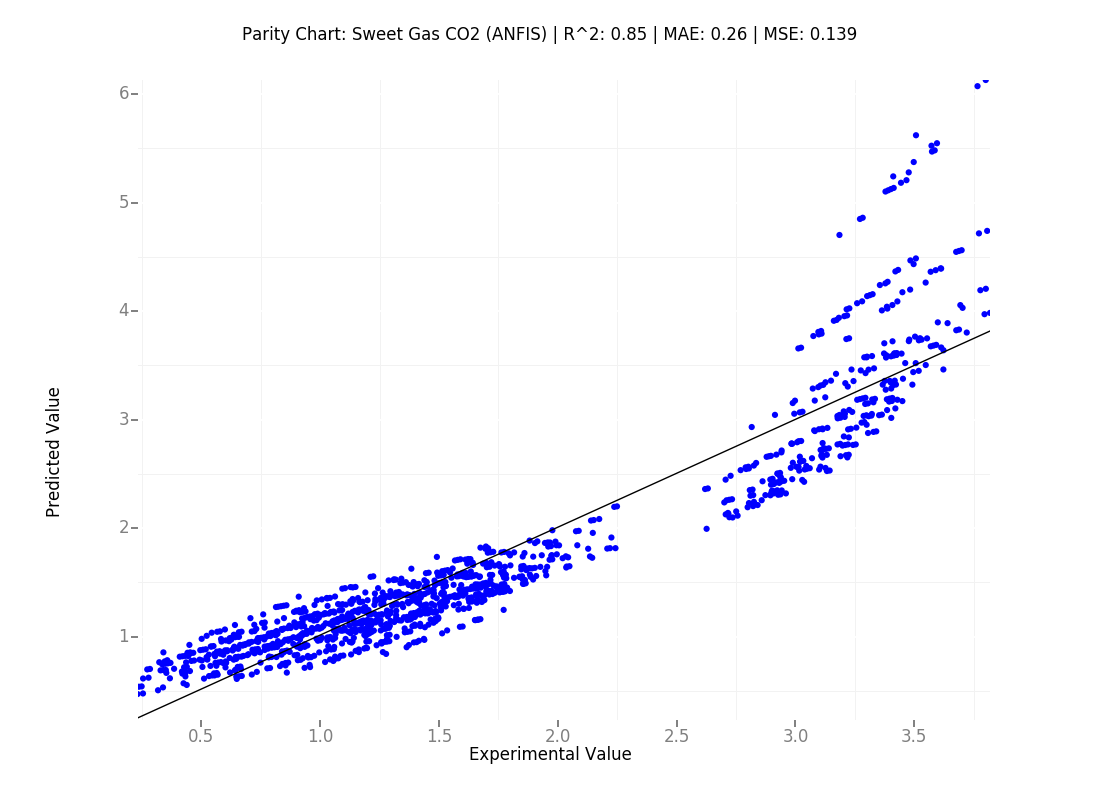 Parity Chart: Sweet Gas CO2 (ANFIS) | R^2: 0.85 | MAE: 0.26 | MSE: 0.139
6
5
4
3
2
1
Predicted Value
0.5 1.0 1.5 2.0 2.5 3.0 3.5
Experimental Value